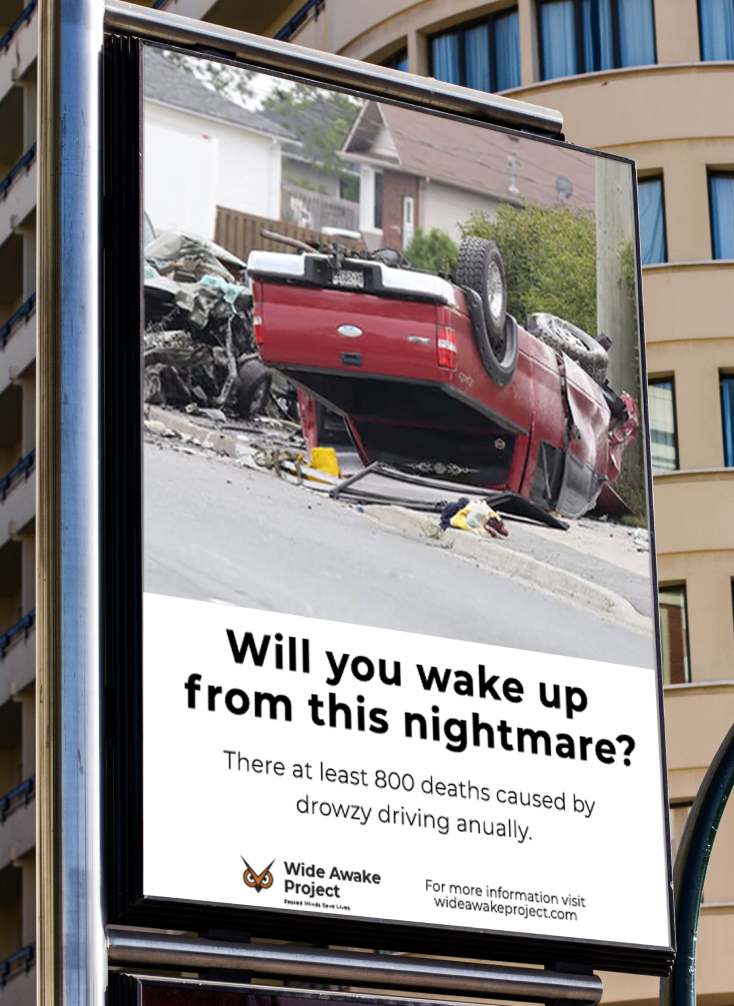 Will you wake up
from this nightmare?
There at least 800 deaths caused by
drowzy driving anually.
Wide Awake
Project
Rested Minds Save Lives
For more information visit
wideawakeproject.com